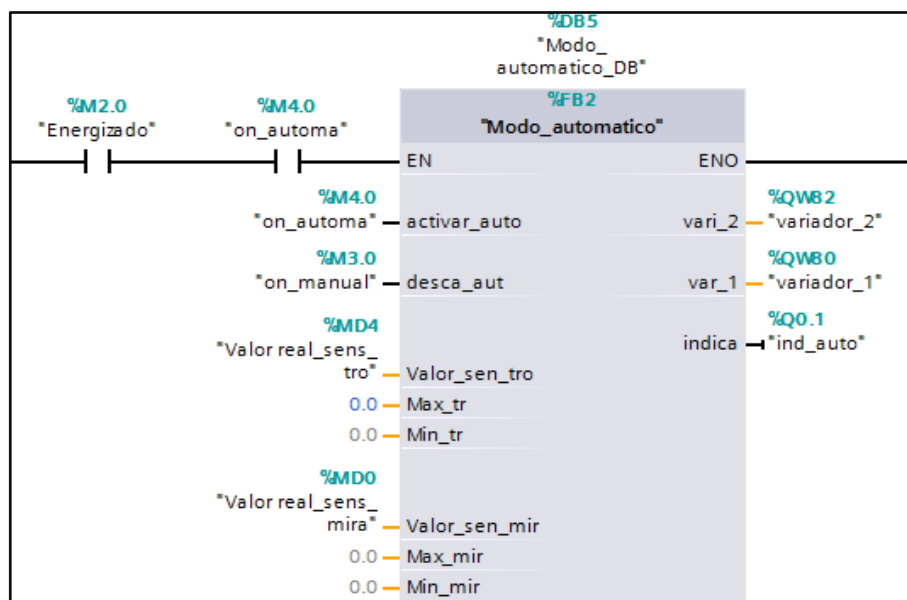 %DB5
"Modo_
automatico_DB"
%M2.0
"Energizado"
%M4.0
"on_automa"
%FB2
"Modo_automatico"
EN
ENO
%M4.0
"on_automa"
activar_auto
vari_2
%QW82
"variador_2"
%M3.0
"on_manual"
desca_aut
var_1
%QW80
"variador_1"
%MD4
"Valor real_sens_
tro"
Valor_sen_tro
indica
%Q0.1
"ind_auto"
0.0
Max_tr
0.0
Min_tr
%MD0
"Valor real_sens_
mira"
Valor_sen_mir
0.0
Max_mir
0.0
Min_mir